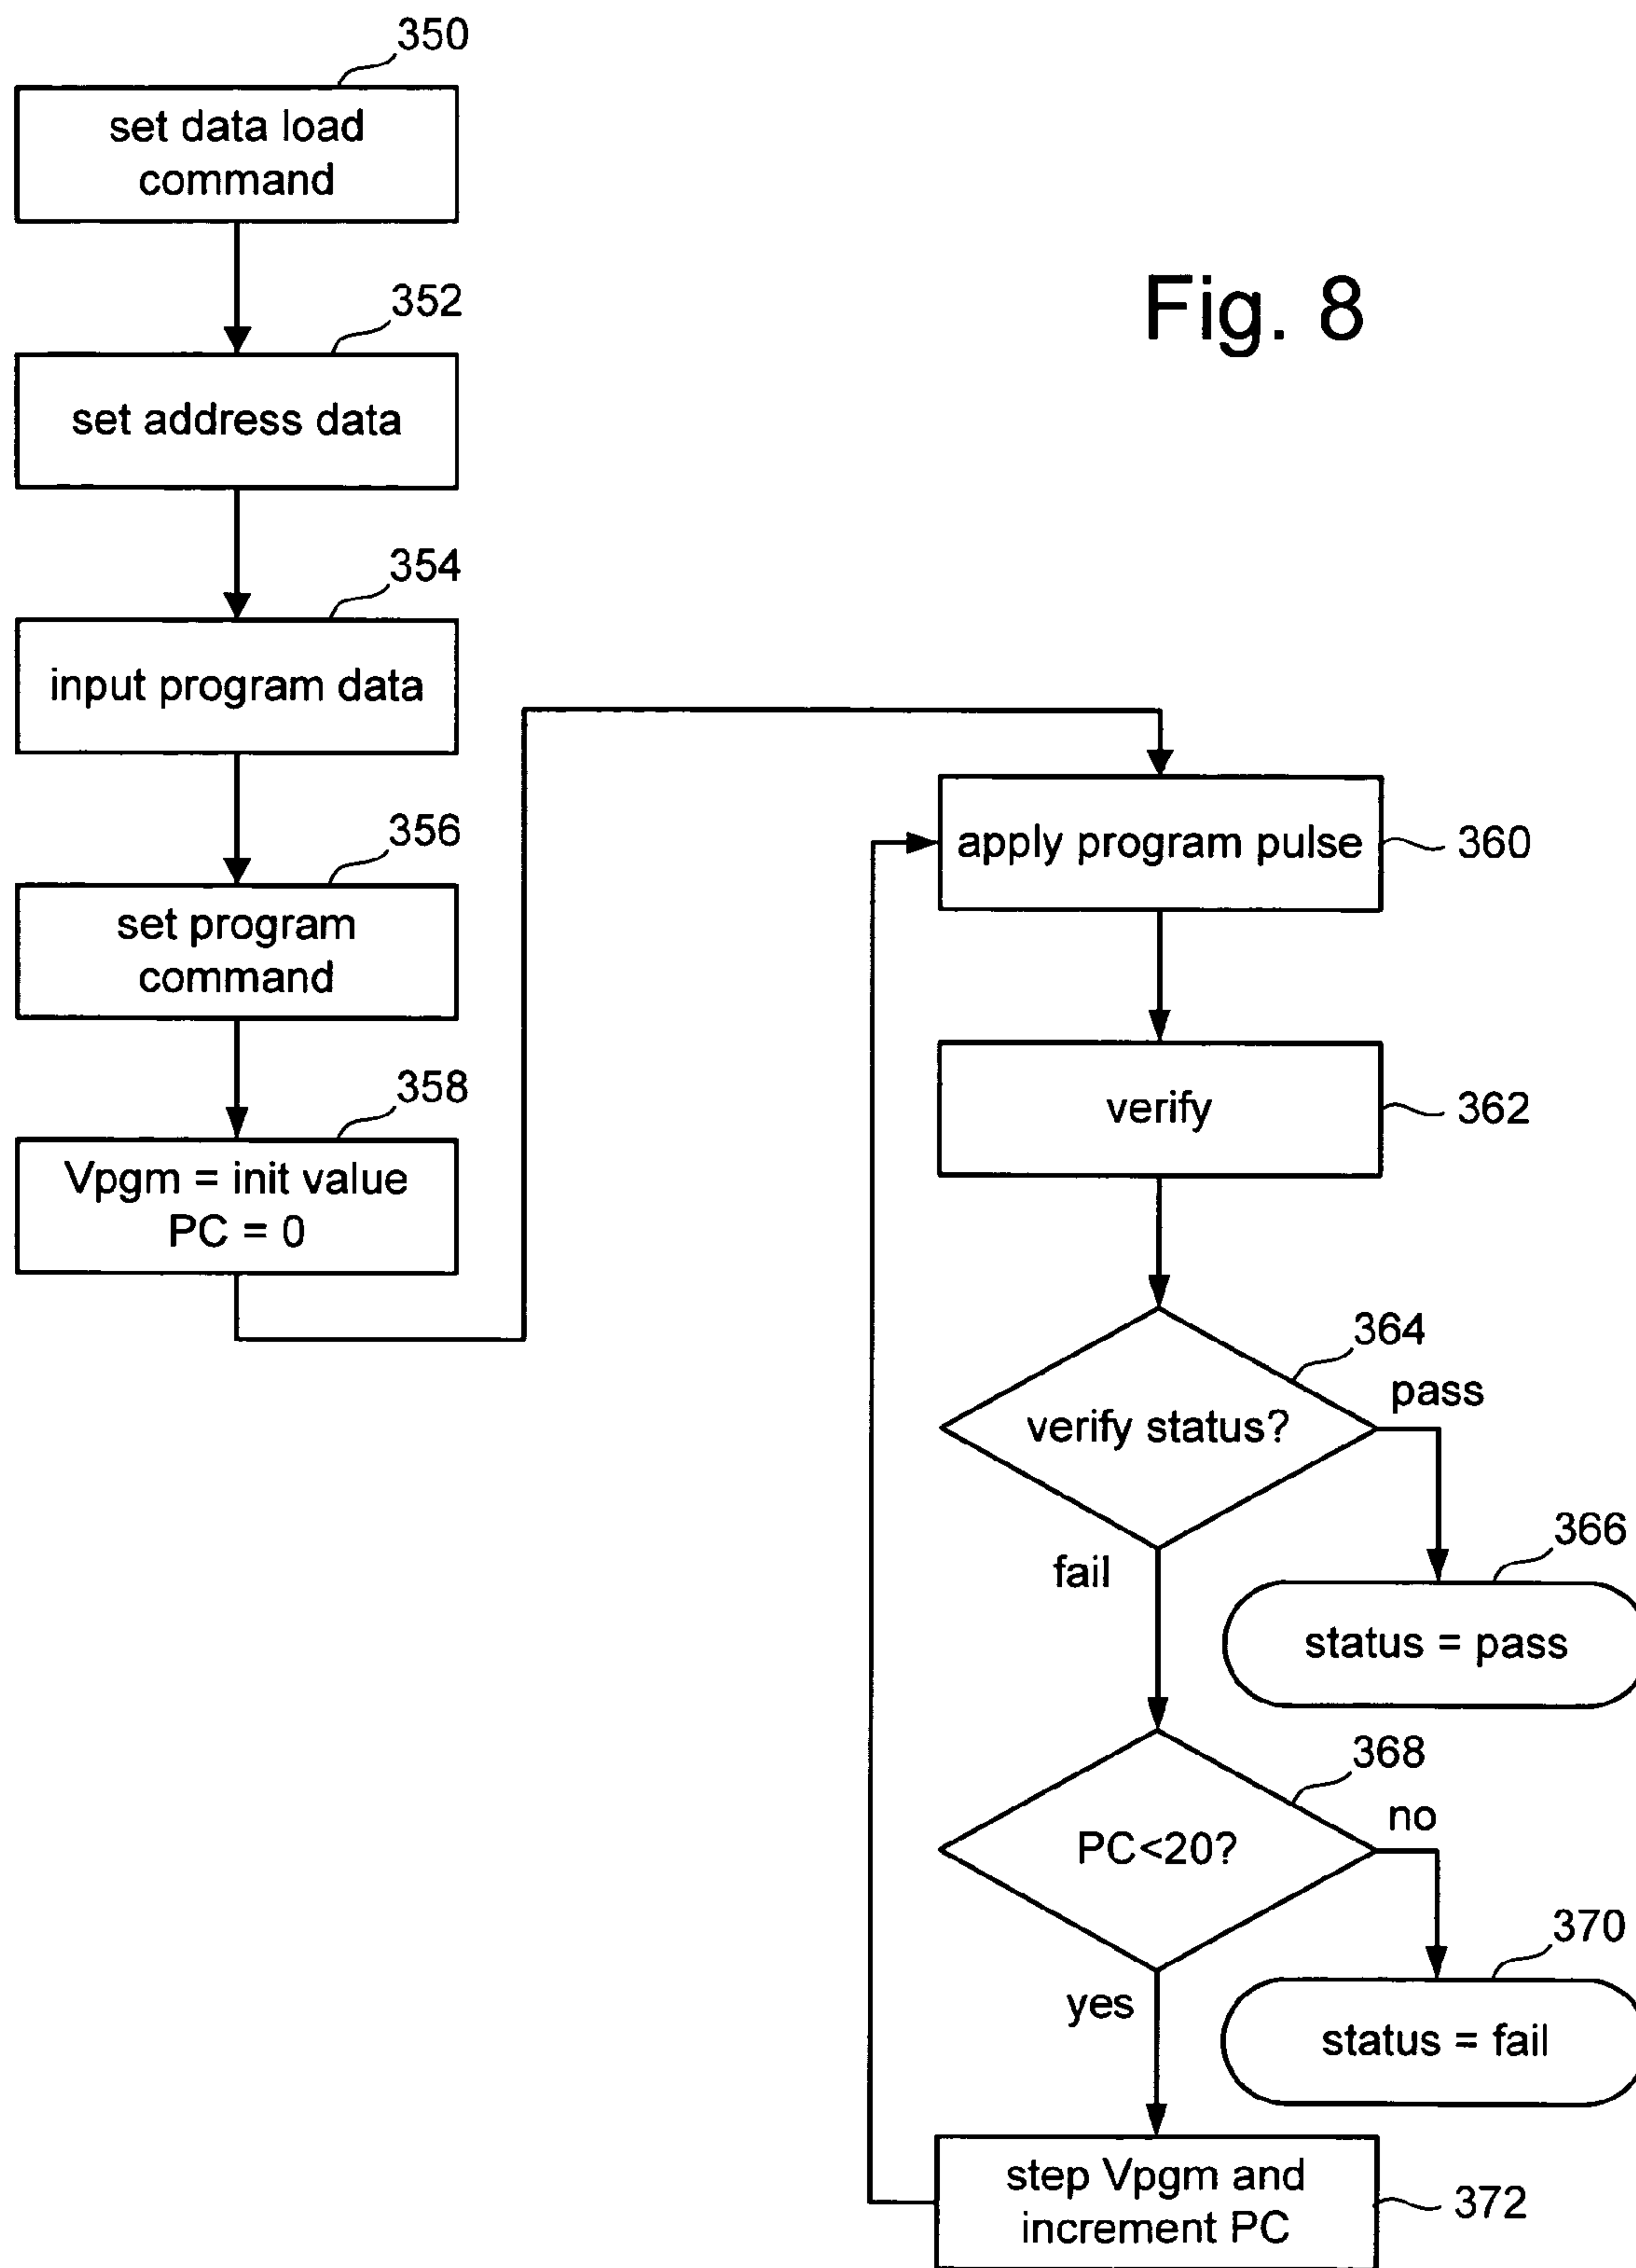 350
set data load
command
Fig. 8
352
set address data
354
input program data
356
set program
command
358
Vpgm = init value
PC = 0
apply program pulse
360
verify
362
364
verify status?
pass
366
status = pass
fail
368
PC<20?
no
370
status = fail
yes
step Vpgm and
increment PC
372